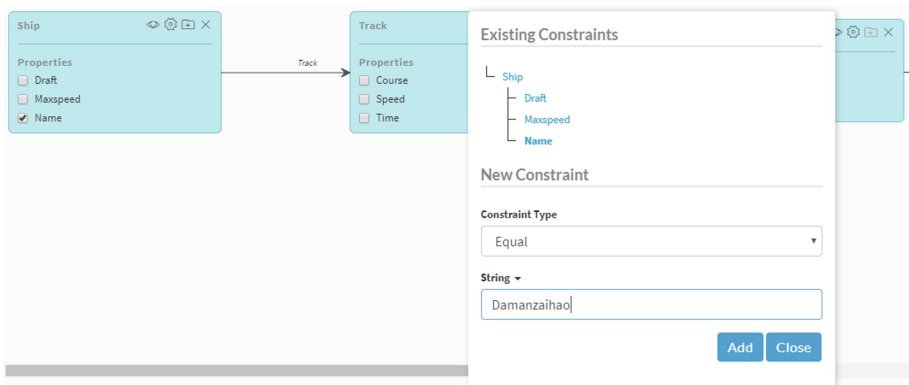 Ship
Properties
Draft
Maxspeed
Name
Track
Track
Properties
Course
Speed
Time
Existing Constraints
Ship
Draft
Maxspeed
Name
New Constraint
Constraint Type
Equal
String
Damanzaihao
Add Close